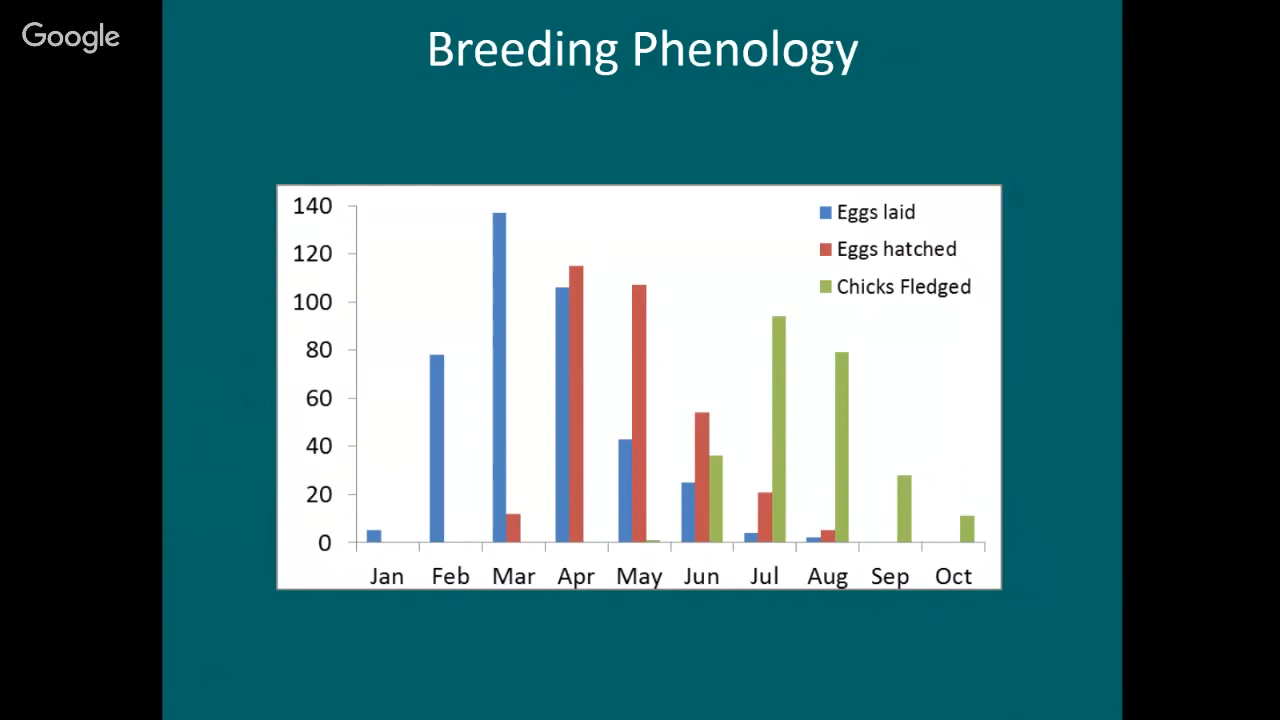 Google
Breeding Phenology
140
120
100
80
60
40
20
0
Eggs laid
Eggs hatched
Chicks Fledged
Jan Feb Mar Apr May Jun Jul Aug Sep Oct